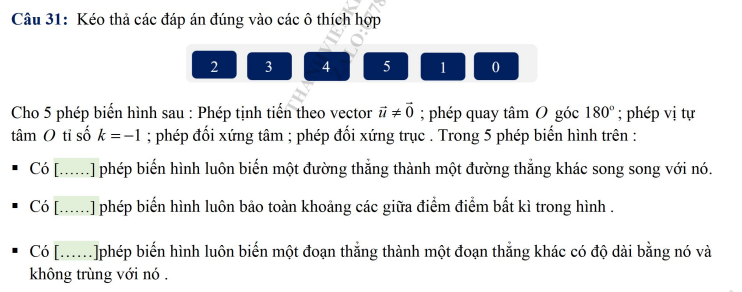 Câu 31: Kéo thả các đáp án đúng vào các ô thích hợp
2 3 4 5 1 0
Cho 5 phép biến hình sau : Phép tịnh tiến theo vector \vec{u} ≠ \vec{0} ; phép quay tâm O góc 180° ; phép vị tự
tâm O tỉ số k = −1 ; phép đối xứng tâm ; phép đối xứng trục . Trong 5 phép biến hình trên :
▪ Có [……] phép biến hình luôn biến một đường thẳng thành một đường thẳng khác song song với nó.
▪ Có [……] phép biến hình luôn bảo toàn khoảng các giữa điểm điểm bất kì trong hình .
▪ Có [……]phép biến hình luôn biến một đoạn thẳng thành một đoạn thẳng khác có độ dài bằng nó và
không trùng với nó .